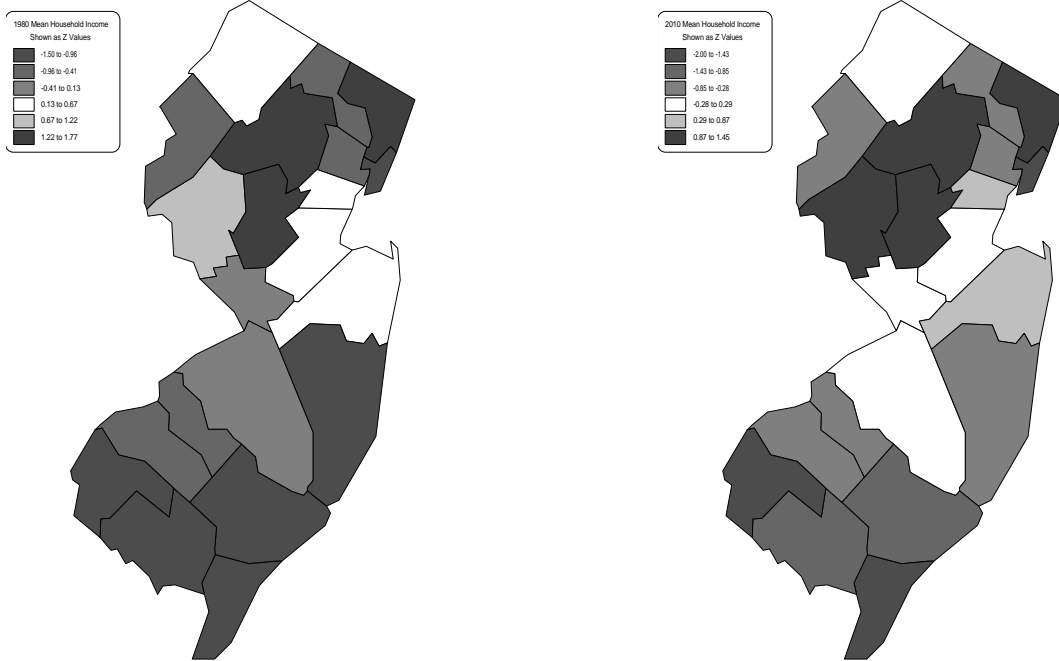 1980 Mean Household Income
Shown as Z Values
-1.50 to -0.96
-0.96 to -0.41
-0.41 to 0.13
0.13 to 0.67
0.67 to 1.22
1.22 to 1.77
2010 Mean Household Income
Shown as Z Values
-2.00 to -1.43
-1.43 to -0.85
-0.85 to -0.28
-0.28 to 0.29
0.29 to 0.87
0.87 to 1.45